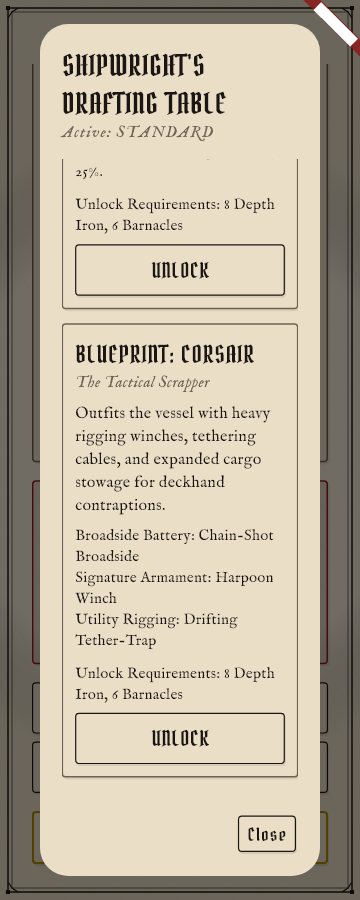 SHIPWRIGHT'S
DRAFTING TABLE
Active: STANDARD
25%.
Unlock Requirements: 8 Depth
Iron, 6 Barnacles
UNLOCK
BLUEPRINT: CORSAIR
The Tactical Scrapper
Outfits the vessel with heavy
rigging winches, tethering
cables, and expanded cargo
stowage for deckhand
contraptions.
Broadside Battery: Chain-Shot
Broadside
Signature Armament: Harpoon
Winch
Utility Rigging: Drifting
Tether-Trap
Unlock Requirements: 8 Depth
Iron, 6 Barnacles
UNLOCK
Close